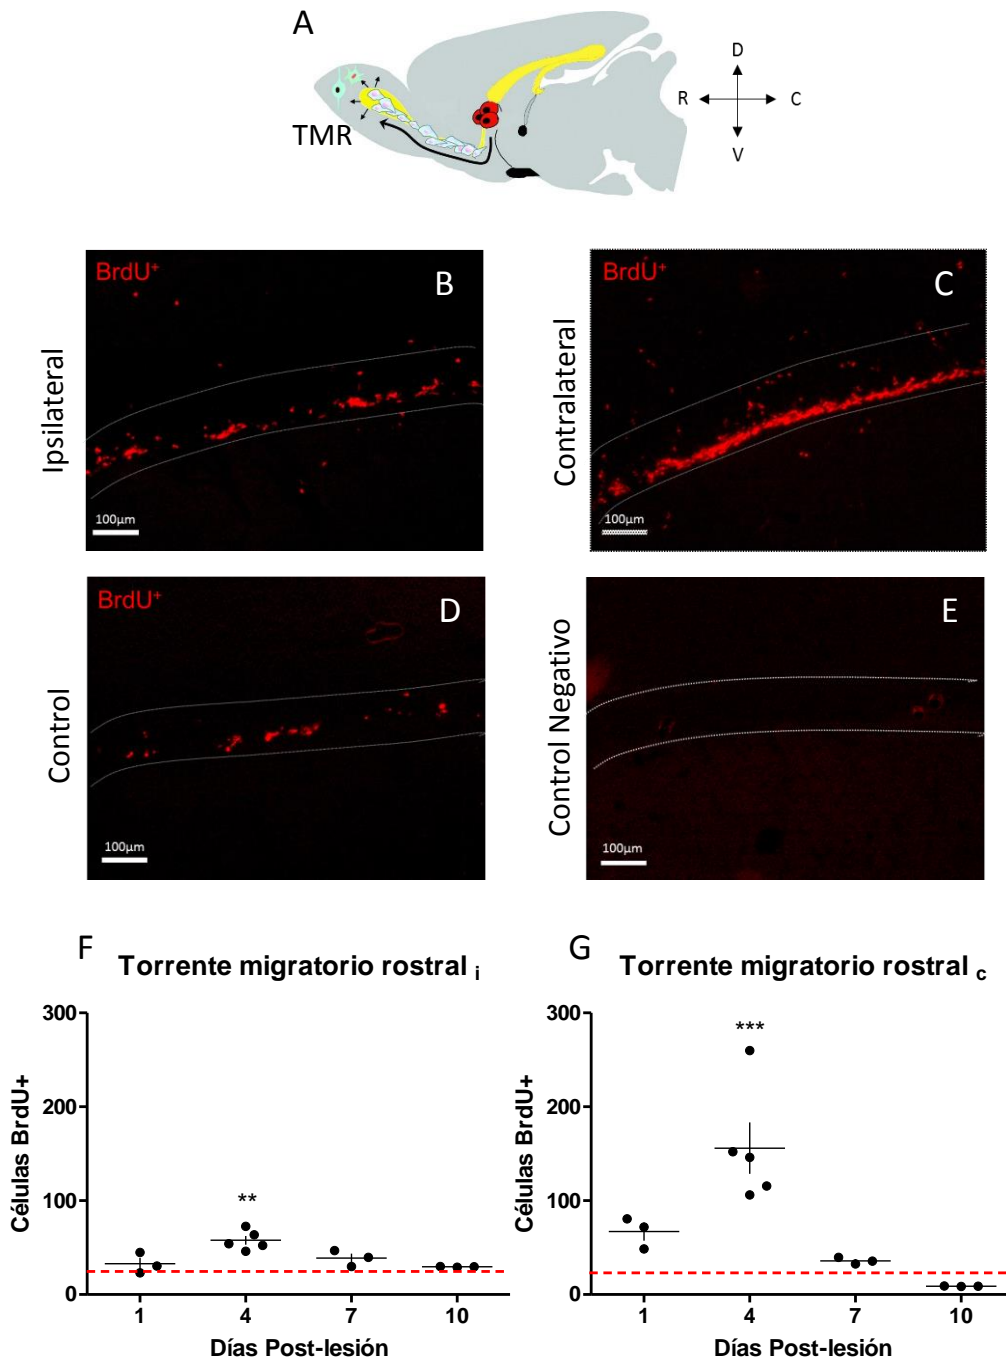 A
D
R
C
V
TMR
Ipsilateral
BrdU+
B
100µm
Contralateral
BrdU+
C
100µm
Control
BrdU+
D
100µm
Control Negativo
E
100µm
F
Torrente migratorio rostral i
300
200
100
0
Células BrdU+
**
1 4 7 10
Días Post-lesión
G
Torrente migratorio rostral c
300
200
100
0
Células BrdU+
***
1 4 7 10
Días Post-lesión